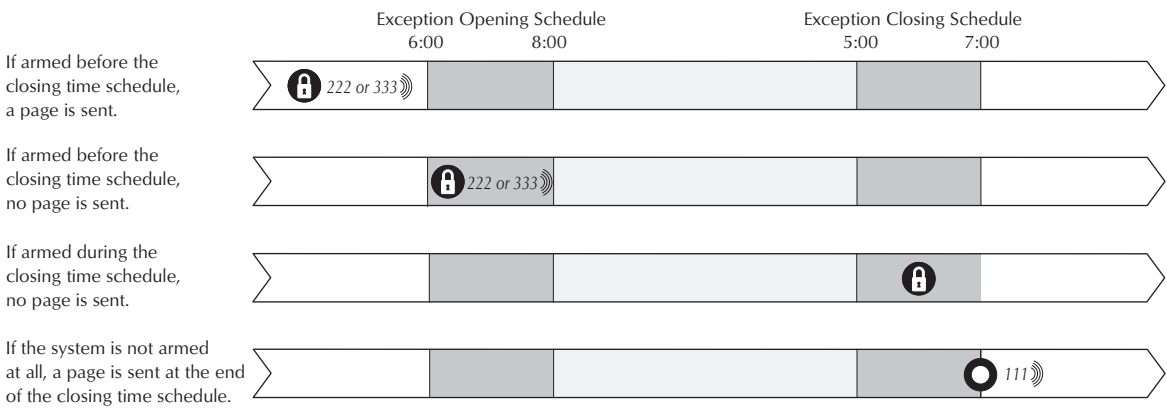 Exception Opening Schedule
Exception Closing Schedule
6:00
8:00
5:00
7:00
If armed before the
closing time schedule,
a page is sent.
222 or 333
If armed before the
closing time schedule,
no page is sent.
222 or 333
If armed during the
closing time schedule,
no page is sent.
If the system is not armed
at all, a page is sent at the end
of the closing time schedule.
111